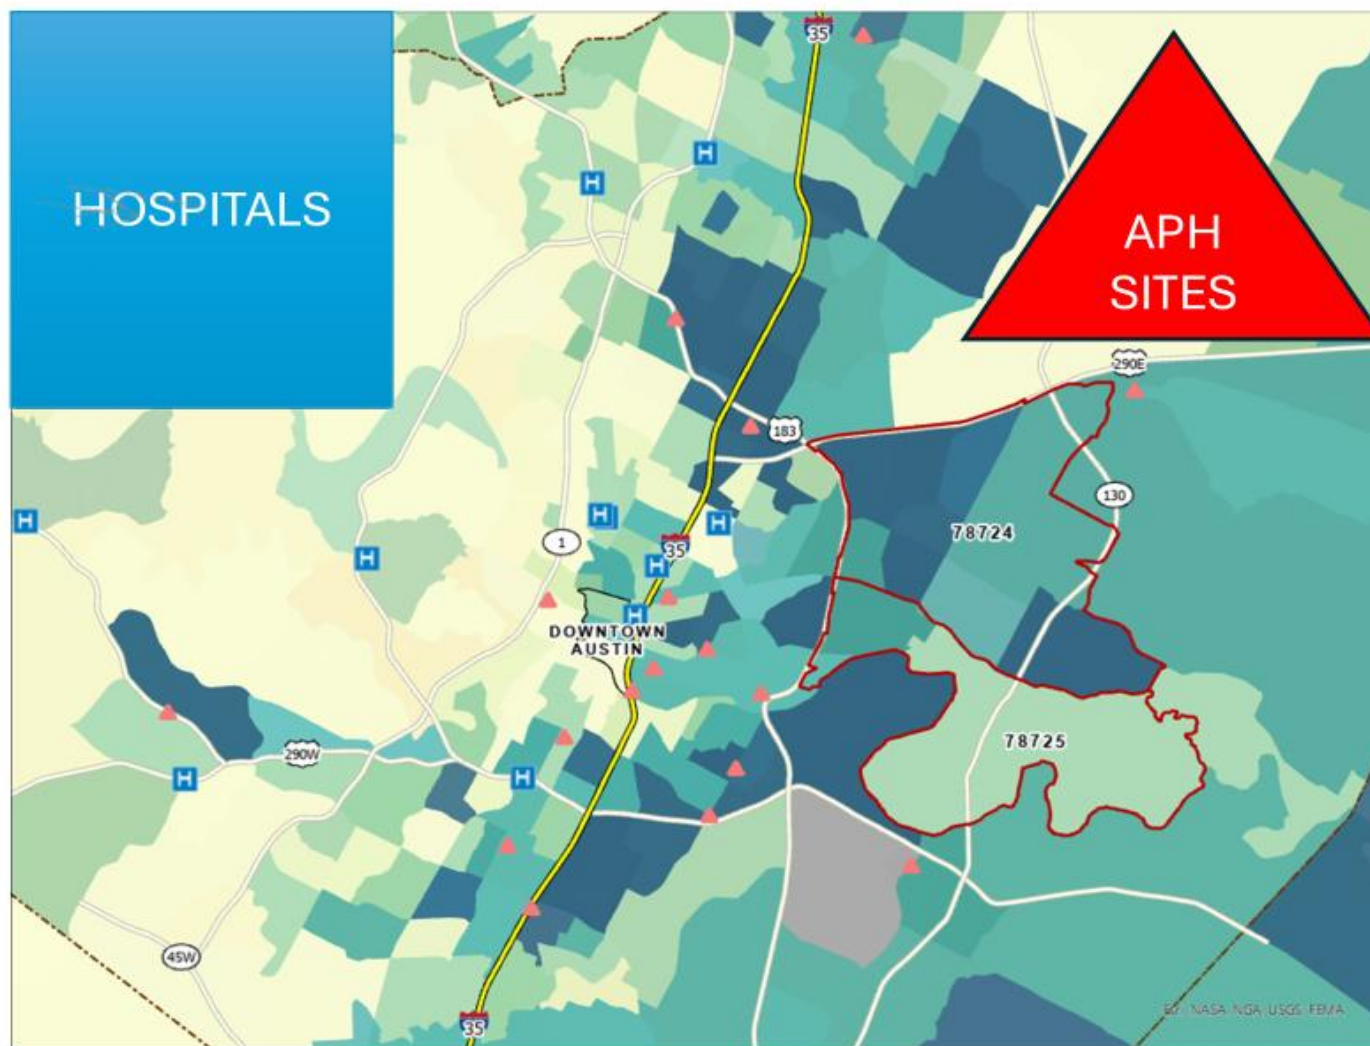 35
HOSPITALS
H
H
APH
SITES
290E
183
130
H
H
H
35
78724
1
H
H
H
DOWNTOWN
AUSTIN
78725
290W
H
H
45W
35
NASA, NGA, USGS, FEMA